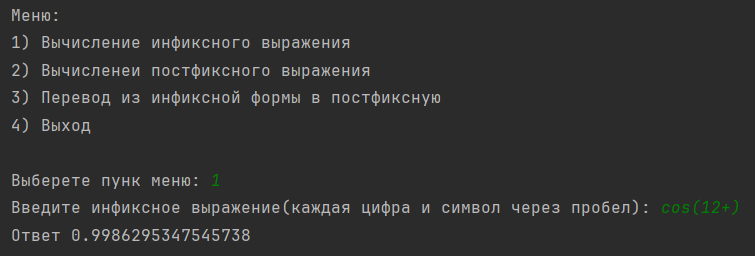 Меню:
1) Вычисление инфиксного выражения
2) Вычисленеи постфиксного выражения
3) Перевод из инфиксной формы в постфиксную
4) Выход
Выберете пунк меню: 1
Введите инфиксное выражение(каждая цифра и символ через пробел): cos(12+)
Ответ 0.9986295347545738